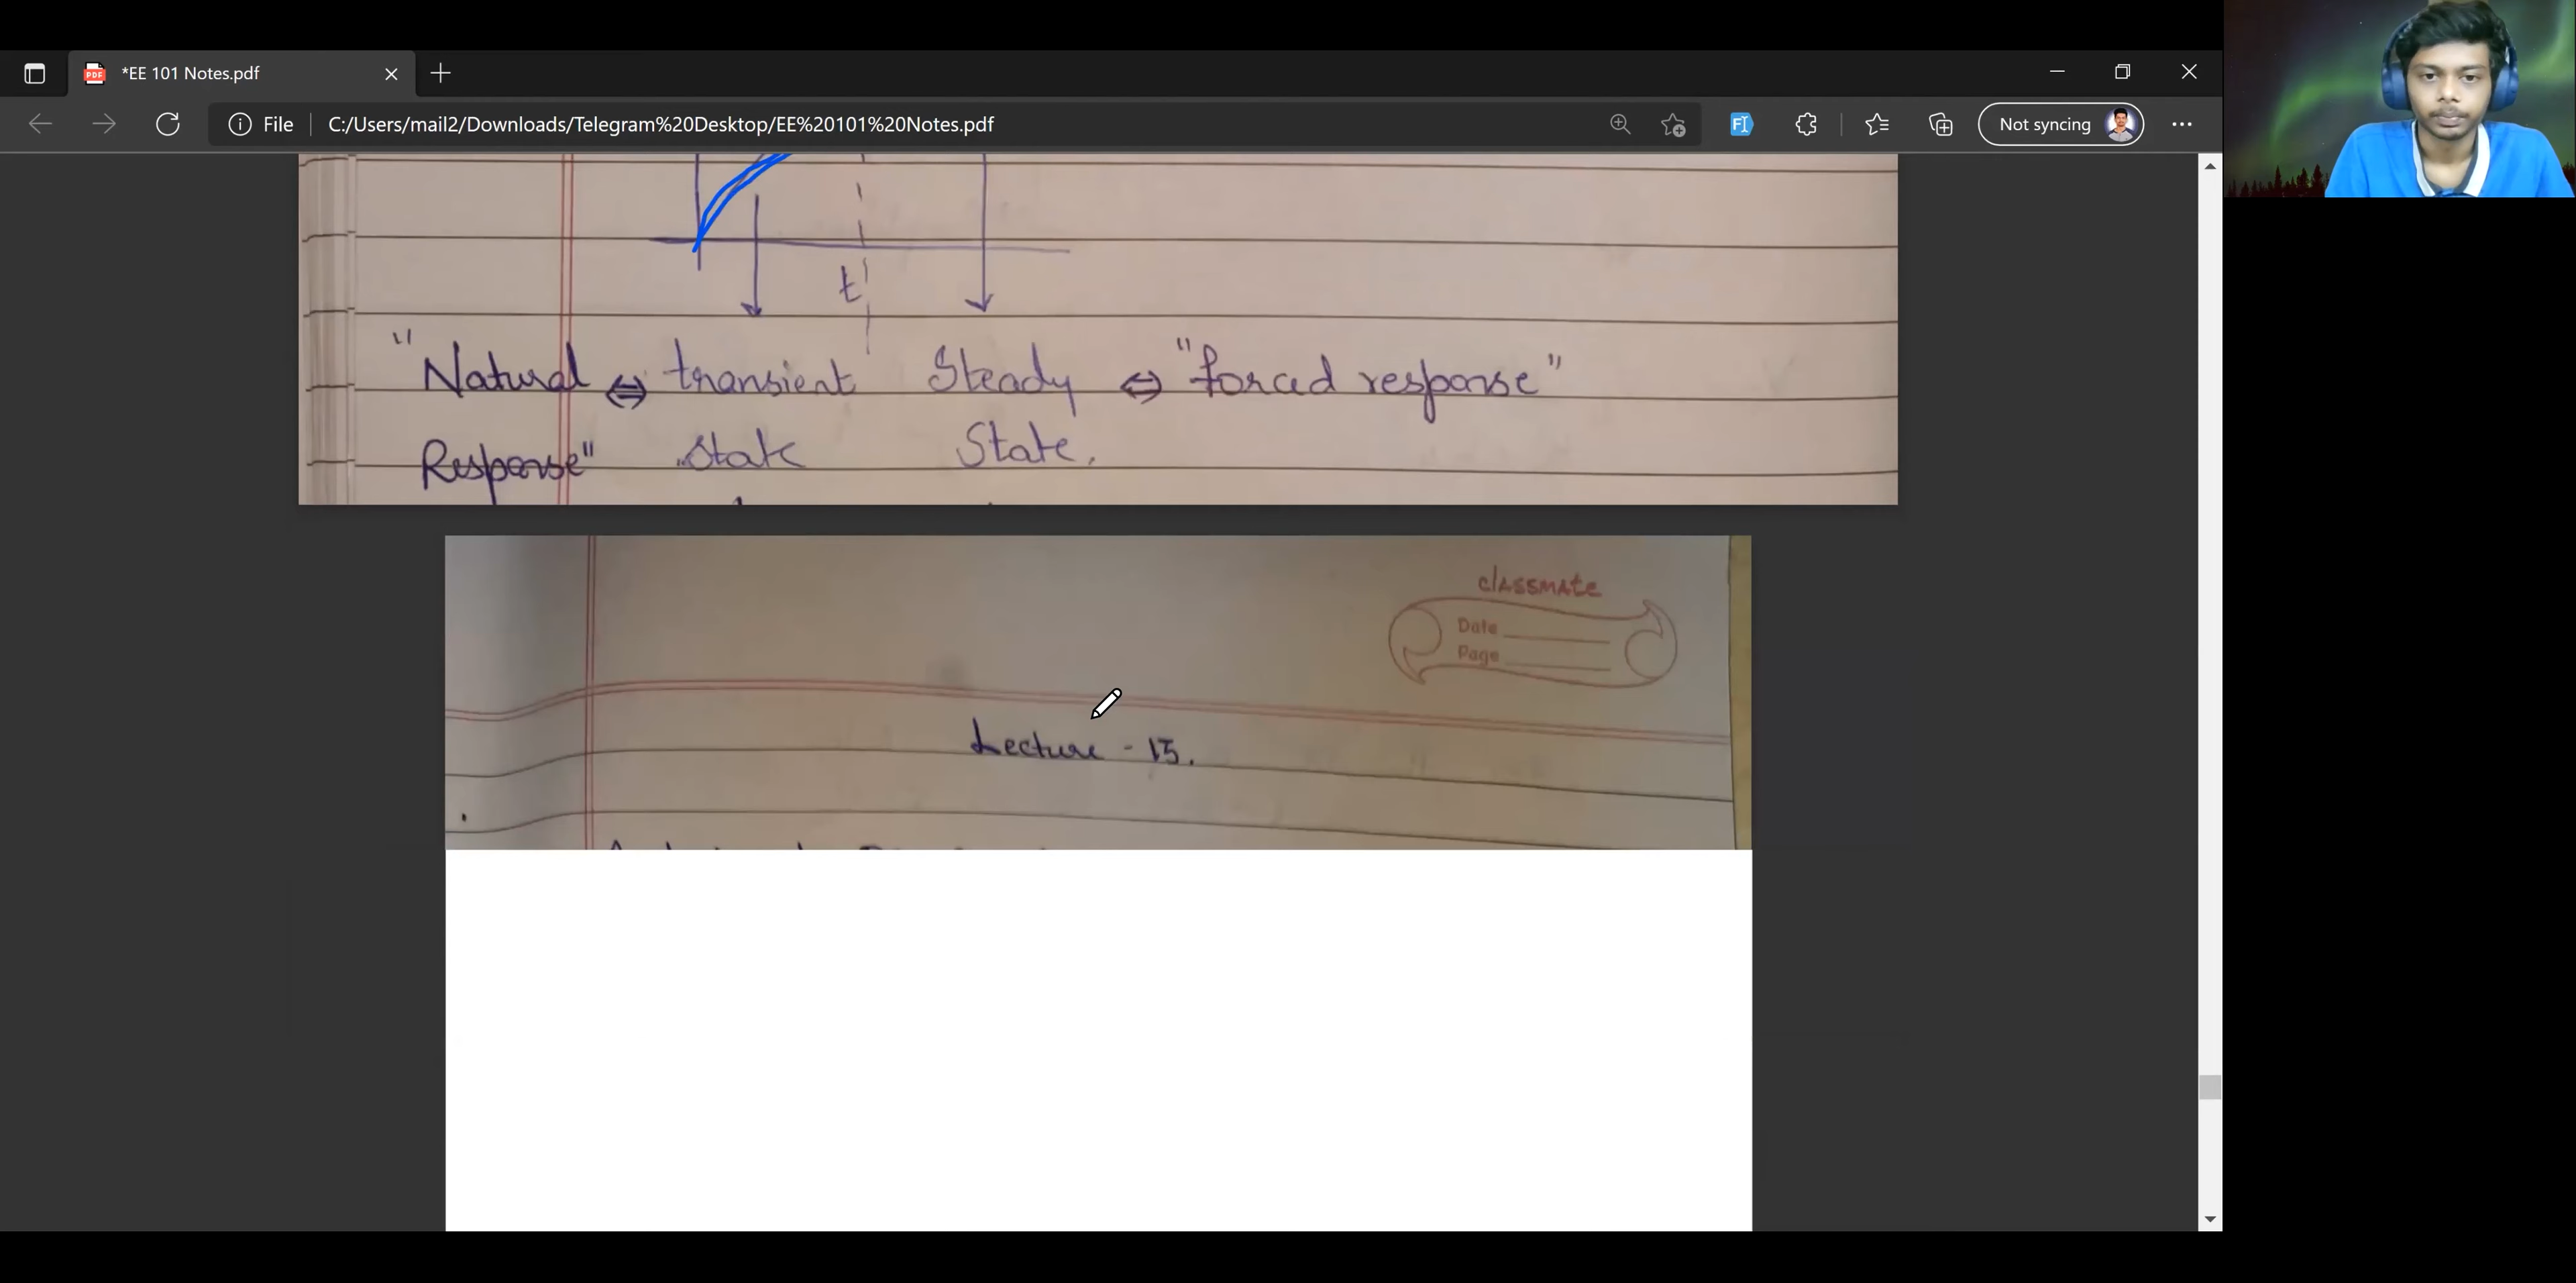 *EE 101 Notes.pdf
File C:/Users/mail2/Downloads/Telegram%20Desktop/EE%20101%20Notes.pdf
Not syncing
t
"Natural ⇔ transient Steady ⇔ "forced response"
Response" state State.
classmate
Date
Page
Lecture - 15.